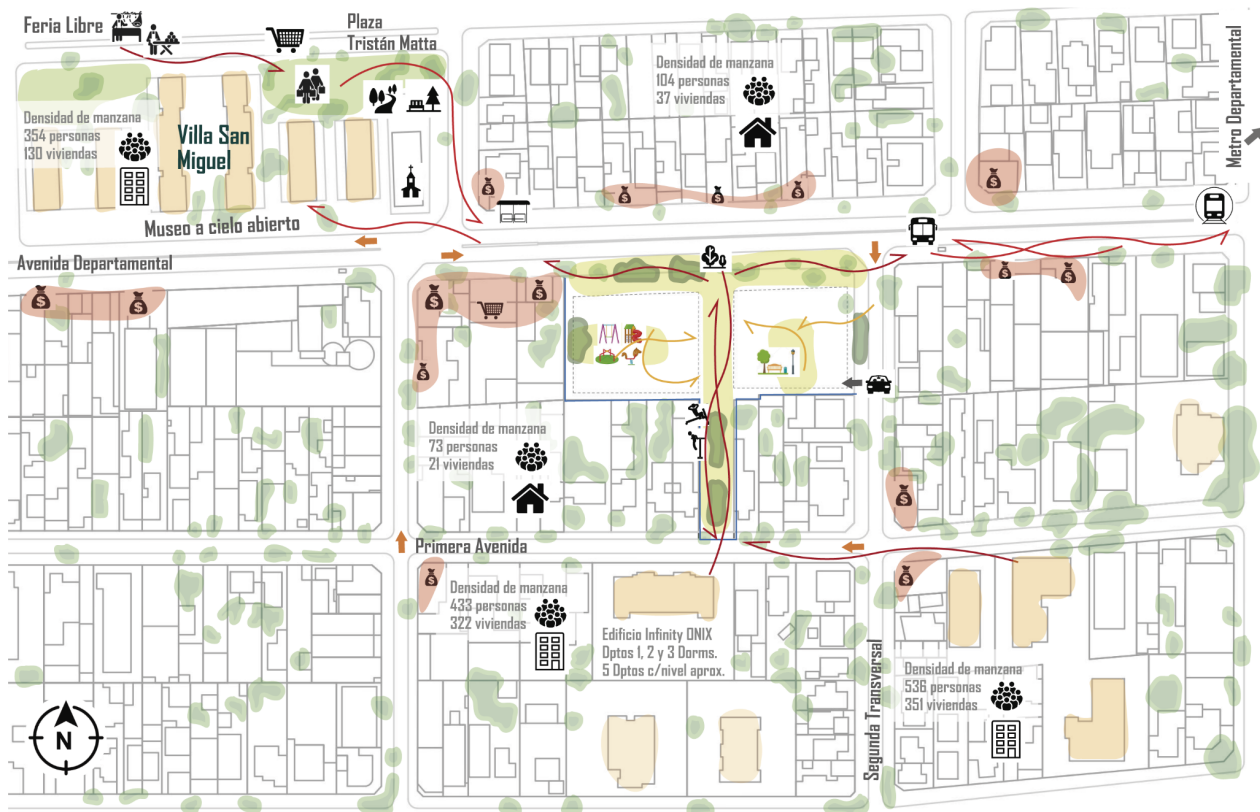 Feria Libre
Plaza
Tristán Matta
Densidad de manzana
104 personas
37 viviendas
Metro Departamental
Densidad de manzana
354 personas
130 viviendas
Villa San
Miguel
Museo a cielo abierto
Avenida Departamental
Densidad de manzana
73 personas
21 viviendas
Primera Avenida
Densidad de manzana
433 personas
322 viviendas
Edificio Infinity ONIX
Dptos 1, 2 y 3 Dorms.
5 Dptos c/nivel aprox.
Segunda Transversal
Densidad de manzana
536 personas
351 viviendas
N